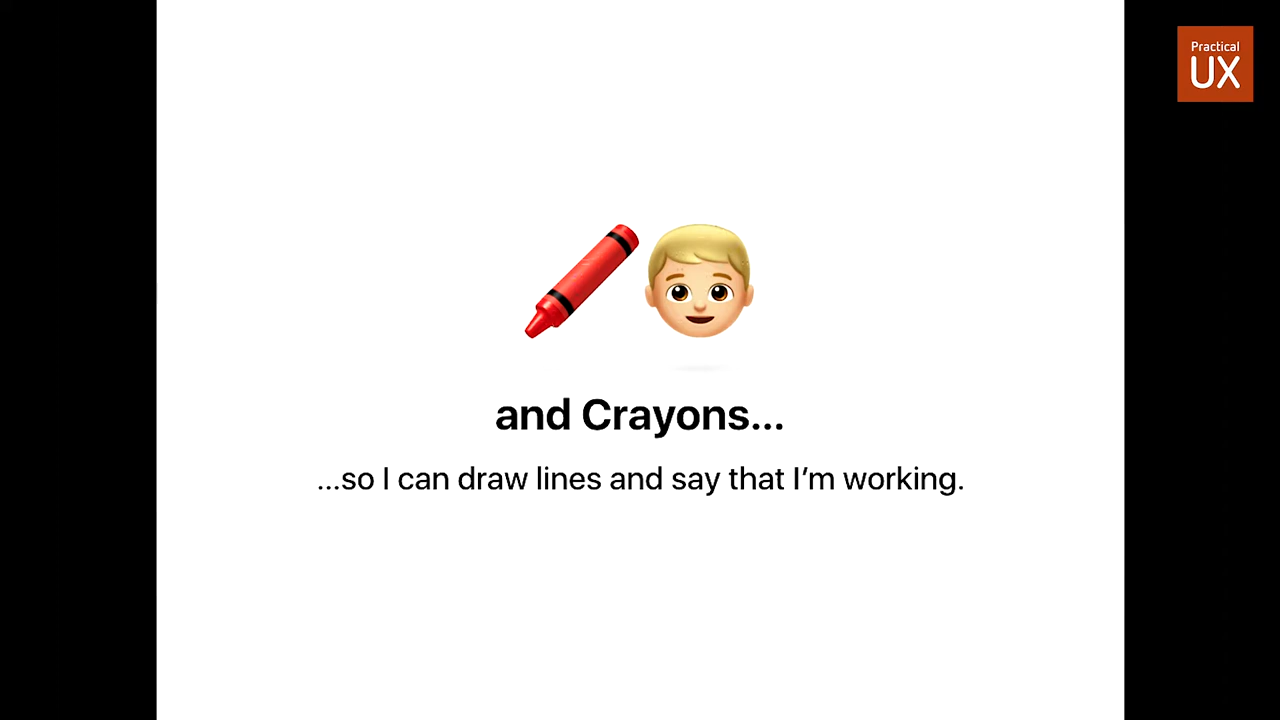 Practical
UX
and Crayons...
...so I can draw lines and say that I’m working.